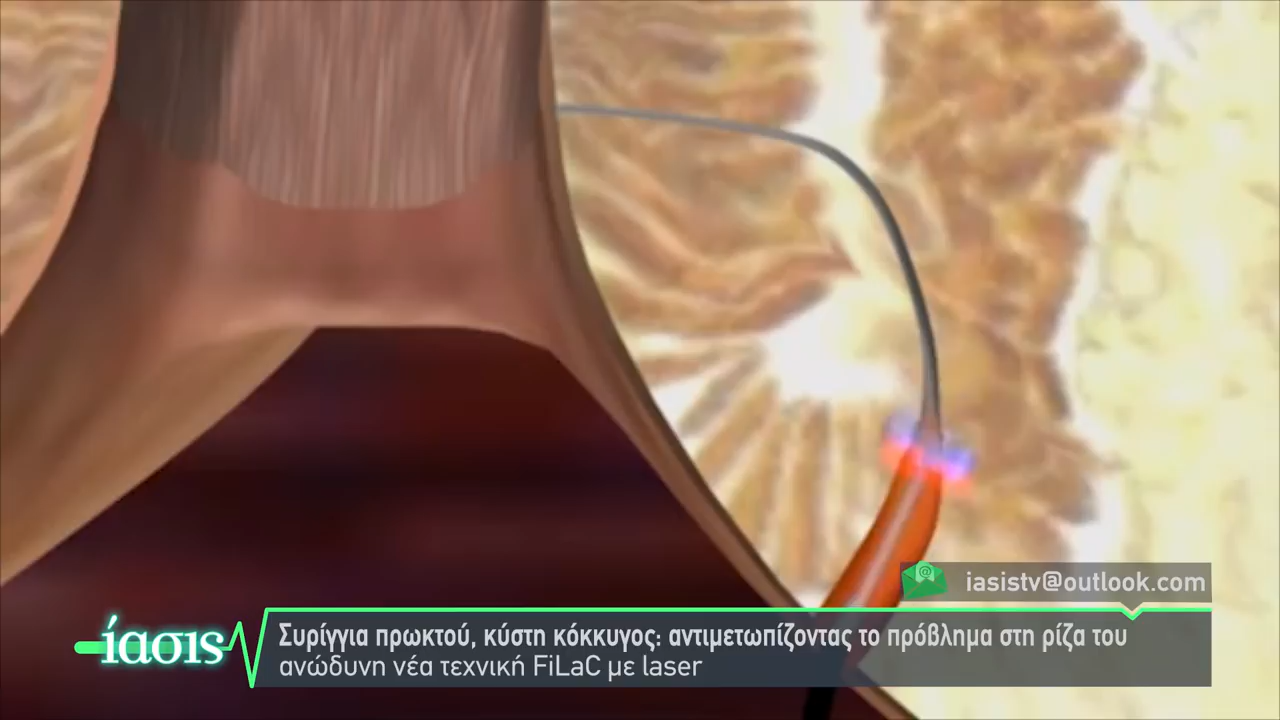 iasistv@outlook.com
ίασις
Συρίγγια πρωκτού, κύστη κόκκυγος: αντιμετωπίζοντας το πρόβλημα στη ρίζα του
ανώδυνη νέα τεχνική FiLaC με laser